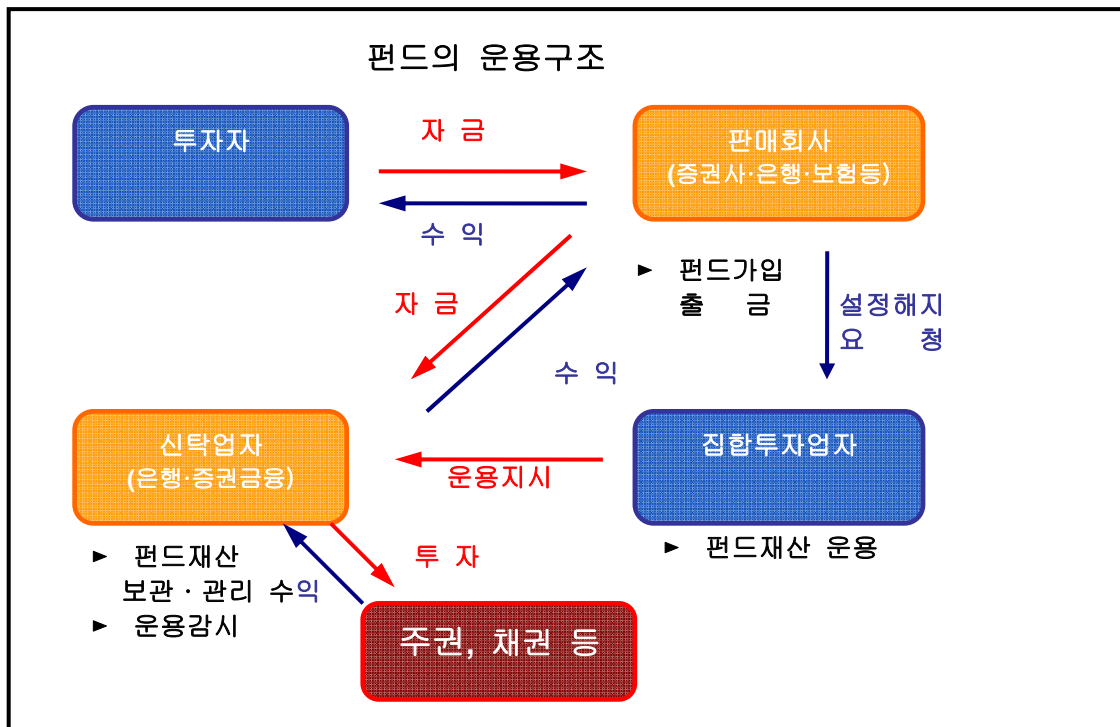 펀드의 운용구조
투자자
자 금
판매회사
(증권사·은행·보험등)
수 익
► 펀드가입
출 금
자 금
설정해지
요 청
수 익
신탁업자
(은행·증권금융)
집합투자업자
운용지시
► 펀드재산 운용
► 펀드재산
보관 · 관리 수익
► 운용감시
투 자
주권, 채권 등